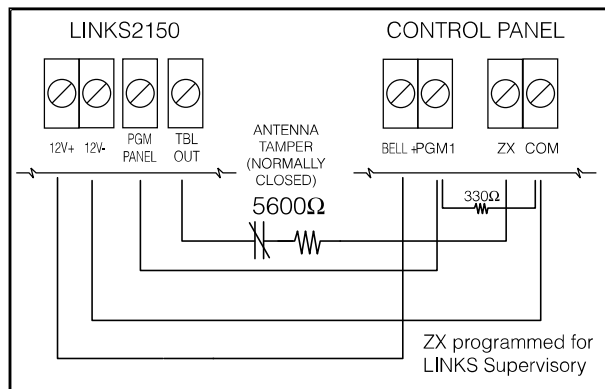 LINKS2150
CONTROL PANEL
12V+ 12V- PGM PANEL TBL OUT
ANTENNA
TAMPER
(NORMALLY
CLOSED)
5600Ω
BELL + PGM1 ZX COM
330Ω
ZX programmed for
LINKS Supervisory